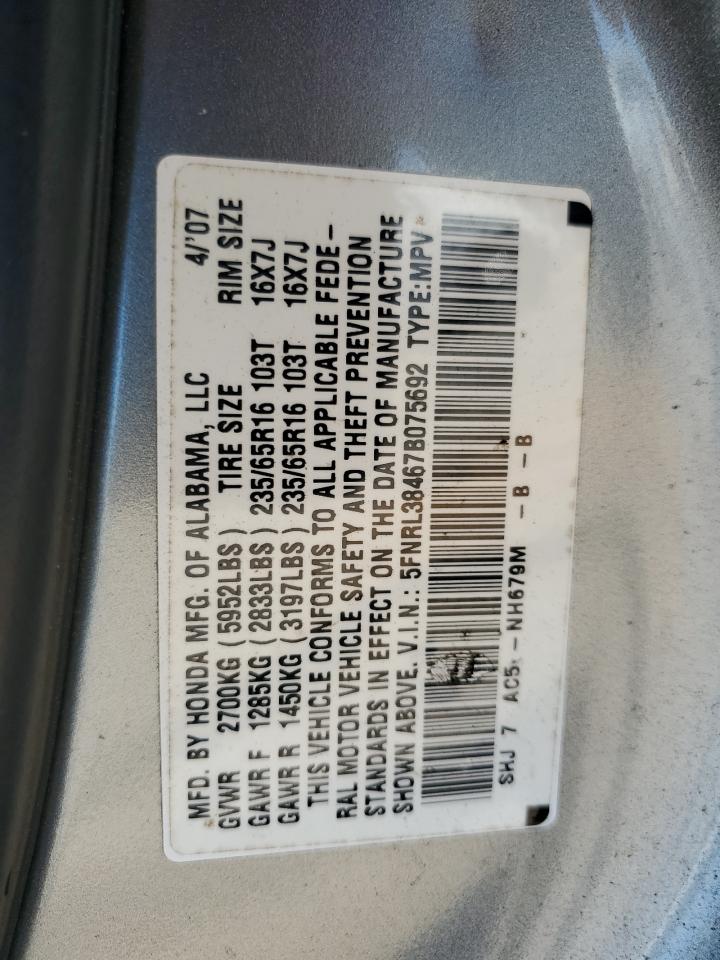 MFD. BY HONDA MFG. OF ALABAMA, LLC 4/'07
GVWR 2700KG (5952LBS) TIRE SIZE RIM SIZE
GAWR F 1285KG (2833LBS) 235/65R16 103T 16X7J
GAWR R 1450KG (3197LBS) 235/65R16 103T 16X7J
THIS VEHICLE CONFORMS TO ALL APPLICABLE FEDE-
RAL MOTOR VEHICLE SAFETY AND THEFT PREVENTION
STANDARDS IN EFFECT ON THE DATE OF MANUFACTURE
SHOWN ABOVE. V.I.N.: 5FNRL38467B075692 TYPE:MPV
SHJ 7 AC5 -NH679M -B -B